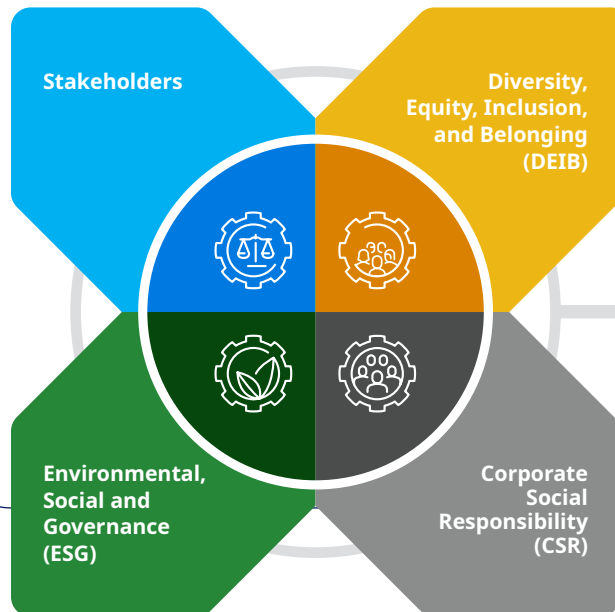 Stakeholders
Diversity,
Equity, Inclusion,
and Belonging
(DEIB)
Environmental,
Social and
Governance
(ESG)
Corporate
Social
Responsibility
(CSR)